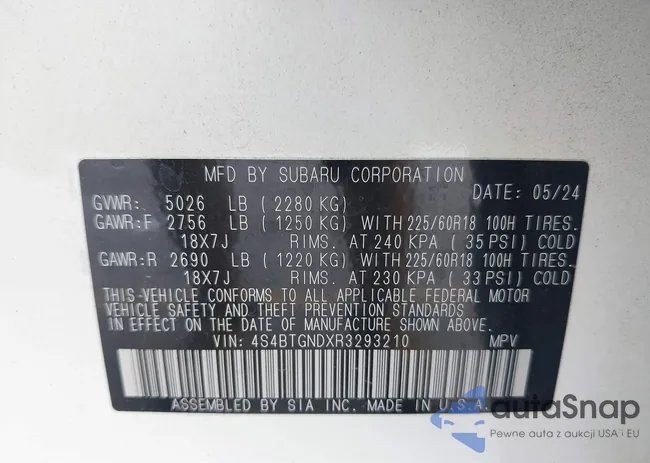 MFD BY SUBARU CORPORATION
DATE: 05/24
GVWR: 5026 LB ( 2280 KG)
GAWR:F 2756 LB ( 1250 KG) WITH 225/60R18 100H TIRES.
18X7J RIMS. AT 240 KPA ( 35 PSI) COLD
GAWR:R 2690 LB ( 1220 KG) WITH 225/60R18 100H TIRES.
18X7J RIMS. AT 230 KPA ( 33 PSI) COLD
THIS VEHICLE CONFORMS TO ALL APPLICABLE FEDERAL MOTOR
VEHICLE SAFETY AND THEFT PREVENTION STANDARDS
IN EFFECT ON THE DATE OF MANUFACTURE SHOWN ABOVE.
VIN: 4S4BTGNDXR3293210 MPV
ASSEMBLED BY SIA INC. MADE IN U.S.A.
autaSnap
Pewne auta z aukcji USA i EU